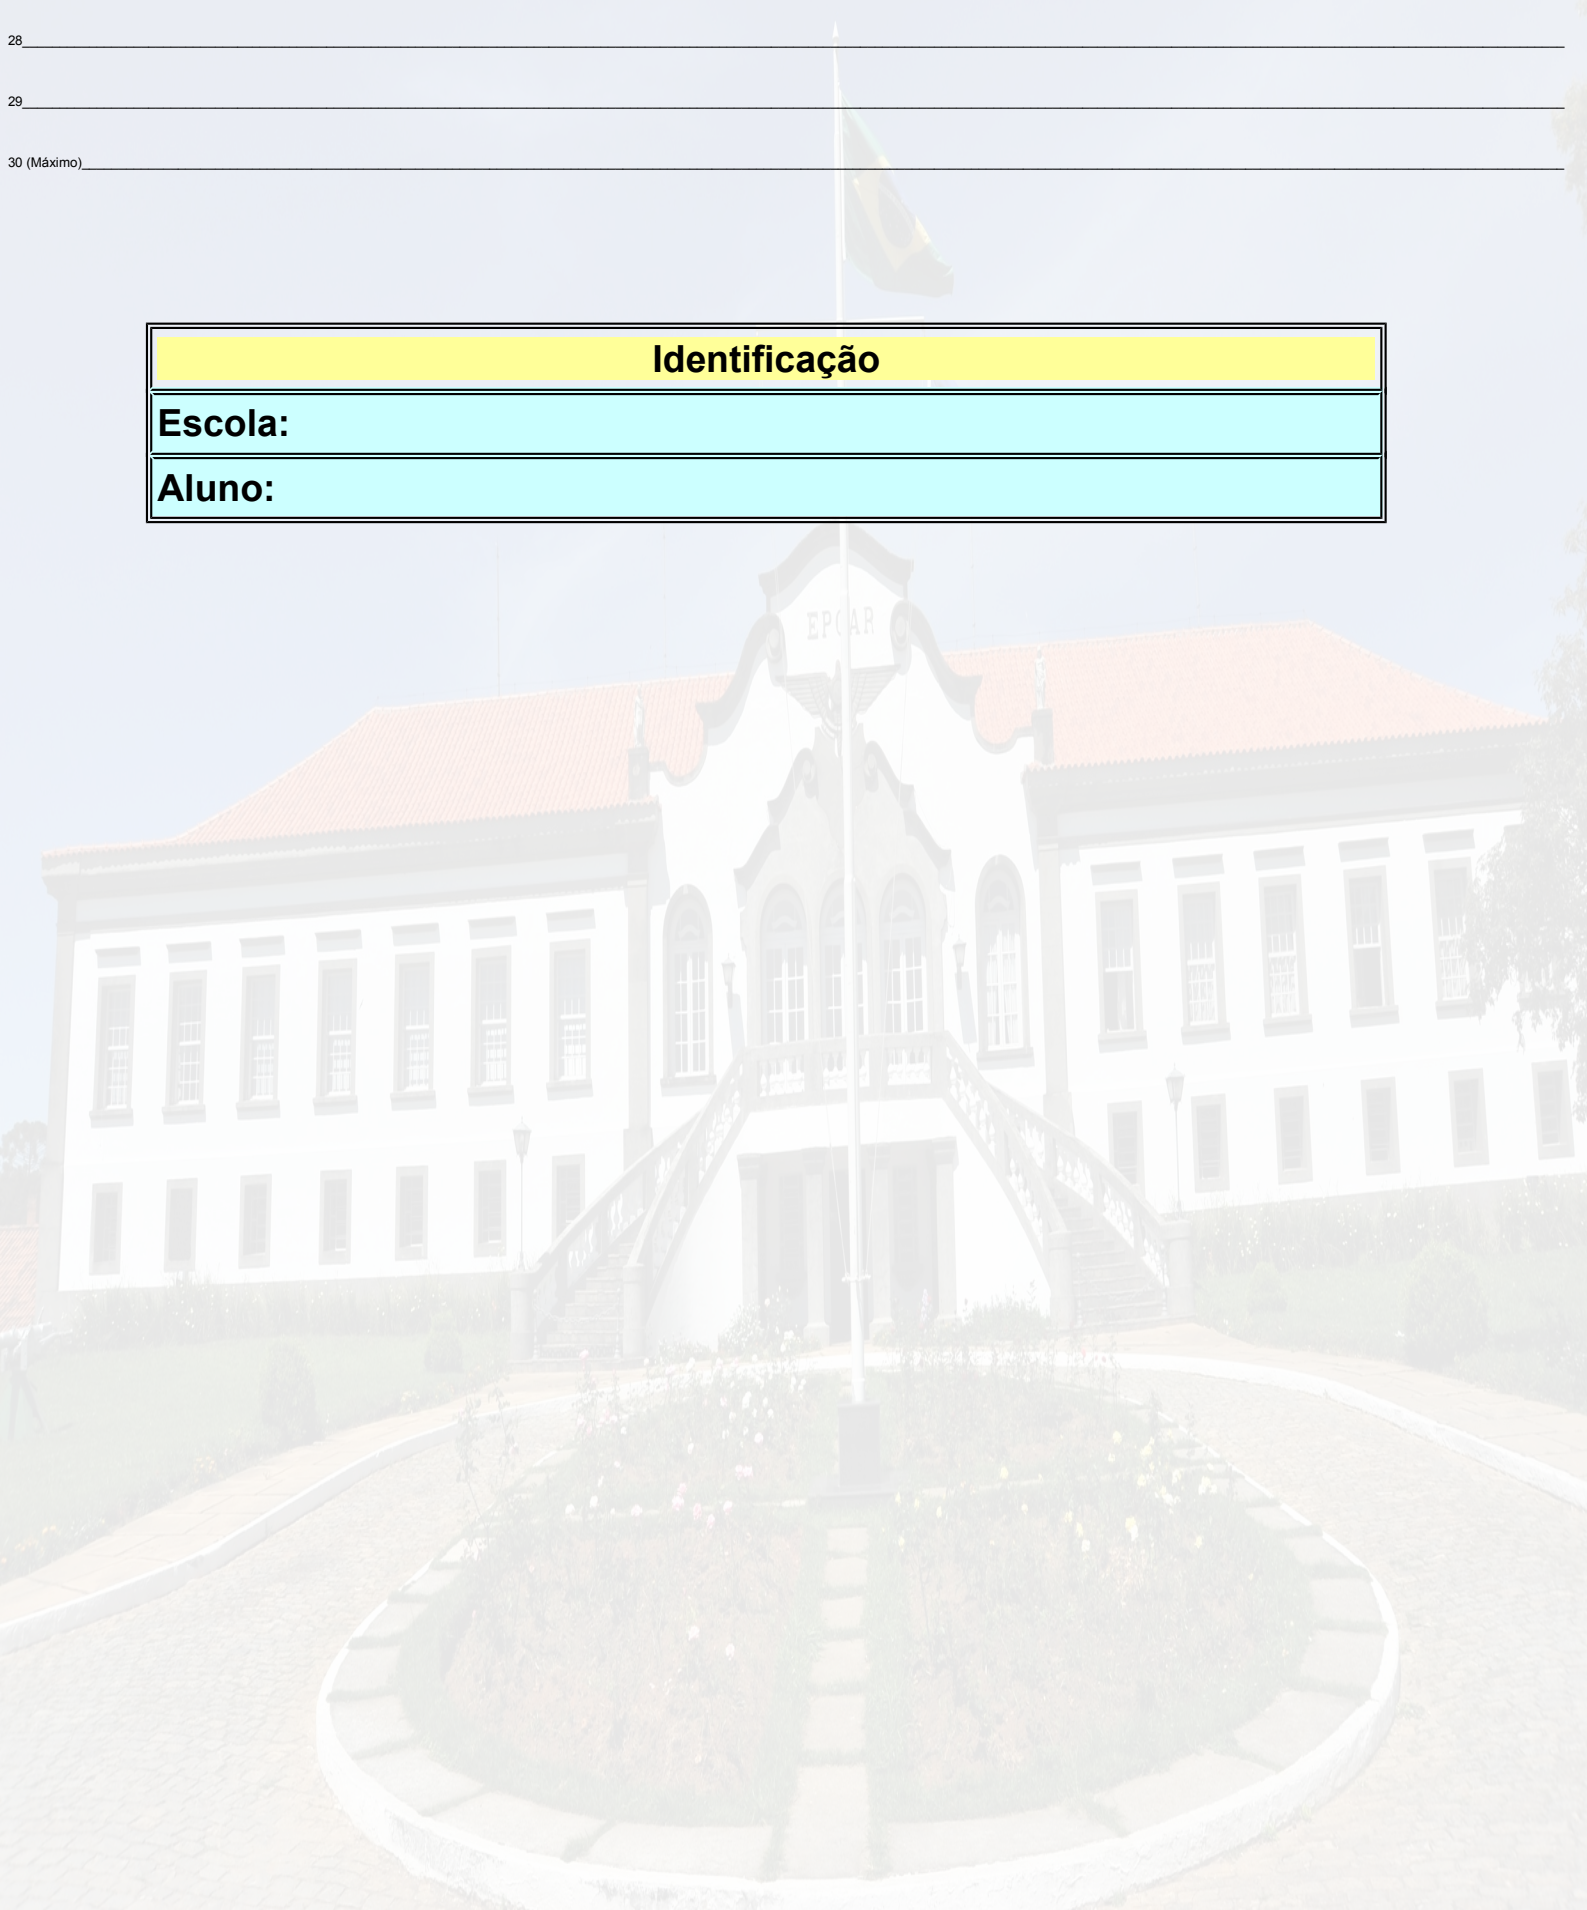 28
29
30 (Máximo)
Identificação
Escola:
Aluno:
EPCAR